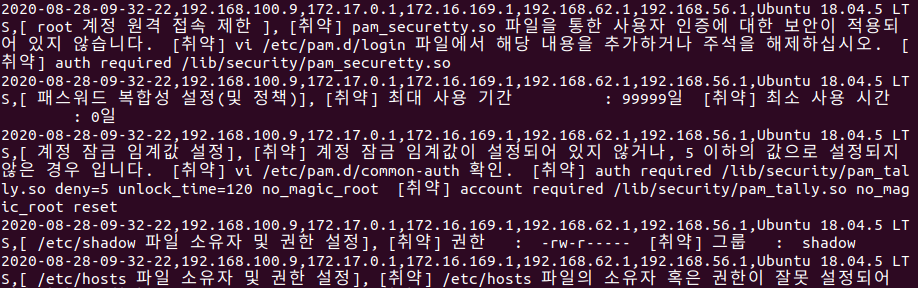 2020-08-28-09-32-22,192.168.100.9,172.17.0.1,172.16.169.1,192.168.62.1,192.168.56.1,Ubuntu 18.04.5 LT
S,[ root 계정 원격 접속 제한 ], [취약] pam_securetty.so 파일을 통한 사용자 인증에 대한 보안이 적용되
어 있지 않습니다.  [취약] vi /etc/pam.d/login 파일에서 해당 내용을 추가하거나 주석을 해제하십시오.  [
취약] auth required /lib/security/pam_securetty.so
2020-08-28-09-32-22,192.168.100.9,172.17.0.1,172.16.169.1,192.168.62.1,192.168.56.1,Ubuntu 18.04.5 LT
S,[ 패스워드 복합성 설정(및 정책)], [취약] 최대 사용 기간          : 99999일  [취약] 최소 사용 시간
        : 0일
2020-08-28-09-32-22,192.168.100.9,172.17.0.1,172.16.169.1,192.168.62.1,192.168.56.1,Ubuntu 18.04.5 LT
S,[ 계정 잠금 임계값 설정], [취약] 계정 잠금 임계값이 설정되어 있지 않거나, 5 이하의 값으로 설정되지
않은 경우 입니다.  [취약] vi /etc/pam.d/common-auth 확인.  [취약] auth required /lib/security/pam_tal
ly.so deny=5 unlock_time=120 no_magic_root  [취약] account required /lib/security/pam_tally.so no_mag
ic_root reset
2020-08-28-09-32-22,192.168.100.9,172.17.0.1,172.16.169.1,192.168.62.1,192.168.56.1,Ubuntu 18.04.5 LT
S,[ /etc/shadow 파일 소유자 및 권한 설정], [취약] 권한   :  -rw-r-----  [취약] 그룹   :  shadow
2020-08-28-09-32-22,192.168.100.9,172.17.0.1,172.16.169.1,192.168.62.1,192.168.56.1,Ubuntu 18.04.5 LT
S,[ /etc/hosts 파일 소유자 및 권한 설정], [취약] /etc/hosts 파일의 소유자 혹은 권한이 잘못 설정되어